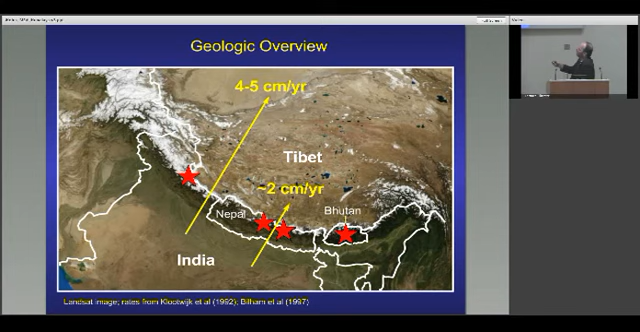 Geologic Overview
4-5 cm/yr
Tibet
~2 cm/yr
Nepal
Bhutan
India
Landsat image; rates from Klootwijk et al (1992); Bilham et al (1997)